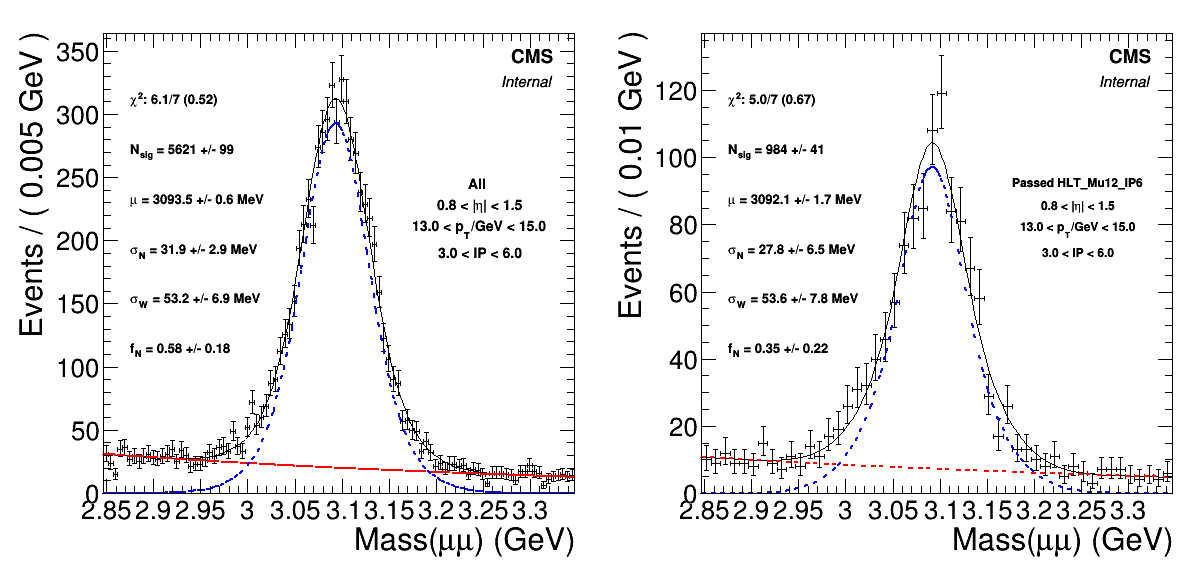 Events / ( 0.005 GeV )
350
300
250
200
150
100
50
0
CMS
Internal
χ²: 6.1/7 (0.52)
N_sig = 5621 +/- 99
μ = 3093.5 +/- 0.6 MeV
σ_N = 31.9 +/- 2.9 MeV
σ_W = 53.2 +/- 6.9 MeV
f_N = 0.58 +/- 0.18
All
0.8 < |η| < 1.5
13.0 < p_T/GeV < 15.0
3.0 < IP < 6.0
2.85 2.9 2.95 3 3.05 3.1 3.15 3.2 3.25 3.3
Mass(μμ) (GeV)
Events / ( 0.01 GeV )
120
100
80
60
40
20
0
CMS
Internal
χ²: 5.0/7 (0.67)
N_sig = 984 +/- 41
μ = 3092.1 +/- 1.7 MeV
σ_N = 27.8 +/- 6.5 MeV
σ_W = 53.6 +/- 7.8 MeV
f_N = 0.35 +/- 0.22
Passed HLT_Mu12_IP6
0.8 < |η| < 1.5
13.0 < p_T/GeV < 15.0
3.0 < IP < 6.0
2.85 2.9 2.95 3 3.05 3.1 3.15 3.2 3.25 3.3
Mass(μμ) (GeV)